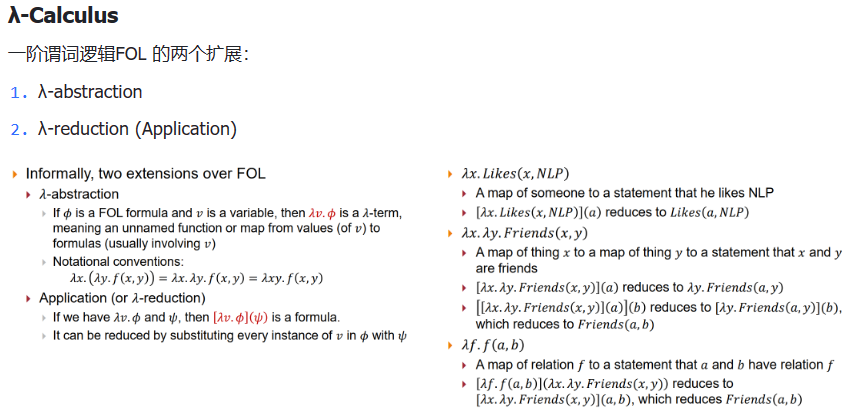 λ-Calculus
一阶谓词逻辑FOL 的两个扩展：
1. λ-abstraction
2. λ-reduction (Application)
Informally, two extensions over FOL
λ-abstraction
If ϕ is a FOL formula and v is a variable, then λv.ϕ is a λ-term,
meaning an unnamed function or map from values (of v) to
formulas (usually involving v)
Notational conventions:
λx.(λy.f(x,y)) = λx.λy.f(x,y) = λxy.f(x,y)
Application (or λ-reduction)
If we have λv.ϕ and ψ, then [λv.ϕ](ψ) is a formula.
It can be reduced by substituting every instance of v in ϕ with ψ
λx.Likes(x,NLP)
A map of someone to a statement that he likes NLP
[λx.Likes(x,NLP)](a) reduces to Likes(a,NLP)
λx.λy.Friends(x,y)
A map of thing x to a map of thing y to a statement that x and y
are friends
[λx.λy.Friends(x,y)](a) reduces to λy.Friends(a,y)
[[λx.λy.Friends(x,y)](a)](b) reduces to [λy.Friends(a,y)](b),
which reduces to Friends(a,b)
λf.f(a,b)
A map of relation f to a statement that a and b have relation f
[λf.f(a,b)](λx.λy.Friends(x,y)) reduces to
[λx.λy.Friends(x,y)](a,b), which reduces Friends(a,b)